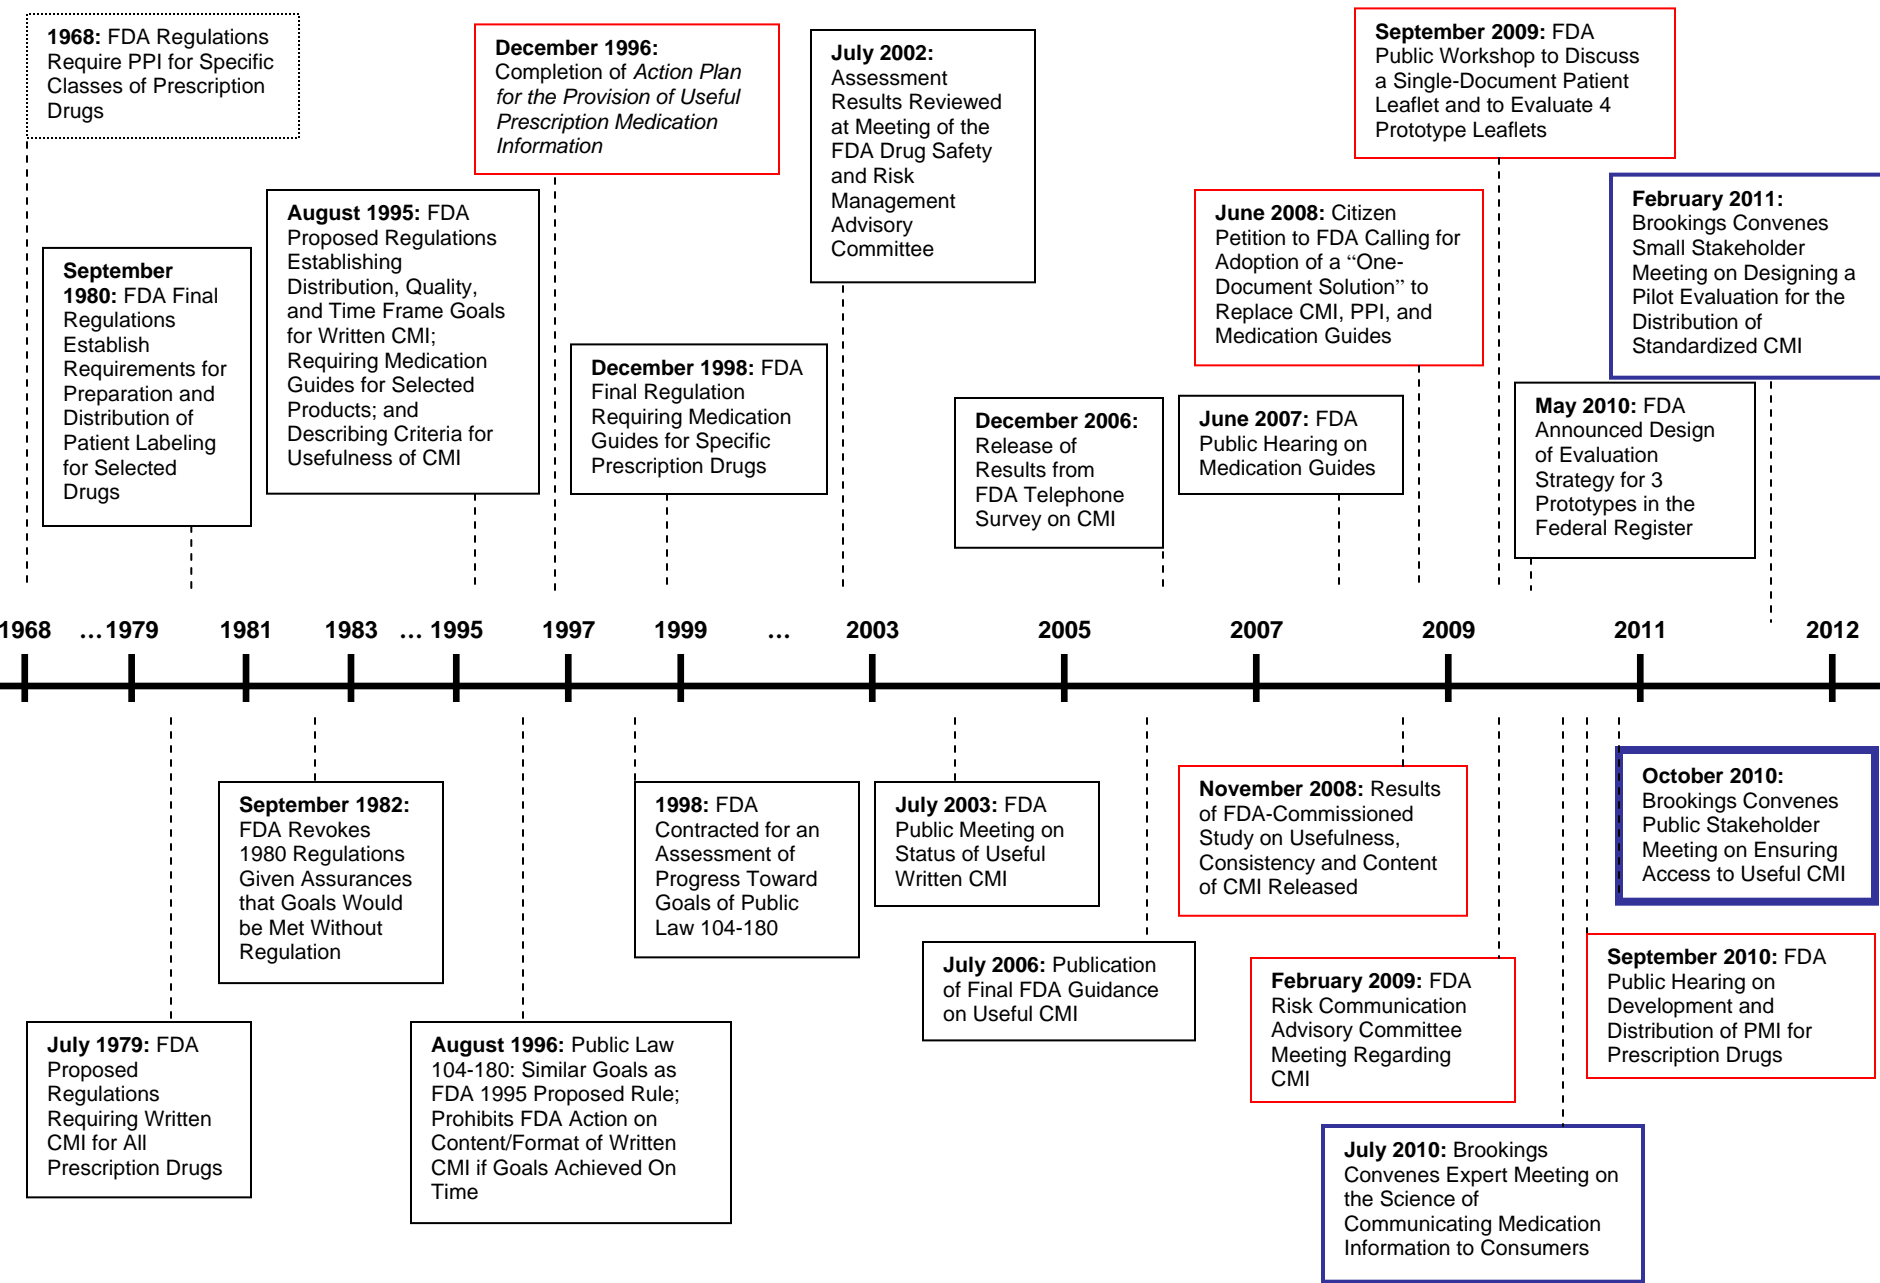 1968: FDA Regulations
Require PPI for Specific
Classes of Prescription
Drugs
December 1996:
Completion of Action Plan
for the Provision of Useful
Prescription Medication
Information
July 2002:
Assessment
Results Reviewed
at Meeting of the
FDA Drug Safety
and Risk
Management
Advisory
Committee
September 2009: FDA
Public Workshop to Discuss
a Single-Document Patient
Leaflet and to Evaluate 4
Prototype Leaflets
September
1980: FDA Final
Regulations
Establish
Requirements for
Preparation and
Distribution of
Patient Labeling
for Selected
Drugs
August 1995: FDA
Proposed Regulations
Establishing
Distribution, Quality,
and Time Frame Goals
for Written CMI;
Requiring Medication
Guides for Selected
Products; and
Describing Criteria for
Usefulness of CMI
December 1998: FDA
Final Regulation
Requiring Medication
Guides for Specific
Prescription Drugs
December 2006:
Release of
Results from
FDA Telephone
Survey on CMI
June 2007: FDA
Public Hearing on
Medication Guides
June 2008: Citizen
Petition to FDA Calling for
Adoption of a “One-
Document Solution” to
Replace CMI, PPI, and
Medication Guides
May 2010: FDA
Announced Design
of Evaluation
Strategy for 3
Prototypes in the
Federal Register
February 2011:
Brookings Convenes
Small Stakeholder
Meeting on Designing a
Pilot Evaluation for the
Distribution of
Standardized CMI
1968 … 1979 1981 1983 … 1995 1997 1999 … 2003 2005 2007 2009 2011 2012
July 1979: FDA
Proposed
Regulations
Requiring Written
CMI for All
Prescription Drugs
September 1982:
FDA Revokes
1980 Regulations
Given Assurances
that Goals Would
be Met Without
Regulation
August 1996: Public Law
104-180: Similar Goals as
FDA 1995 Proposed Rule;
Prohibits FDA Action on
Content/Format of Written
CMI if Goals Achieved On
Time
1998: FDA
Contracted for an
Assessment of
Progress Toward
Goals of Public
Law 104-180
July 2003: FDA
Public Meeting on
Status of Useful
Written CMI
July 2006: Publication
of Final FDA Guidance
on Useful CMI
November 2008: Results
of FDA-Commissioned
Study on Usefulness,
Consistency and Content
of CMI Released
February 2009: FDA
Risk Communication
Advisory Committee
Meeting Regarding
CMI
July 2010: Brookings
Convenes Expert Meeting on
the Science of
Communicating Medication
Information to Consumers
September 2010: FDA
Public Hearing on
Development and
Distribution of PMI for
Prescription Drugs
October 2010:
Brookings Convenes
Public Stakeholder
Meeting on Ensuring
Access to Useful CMI